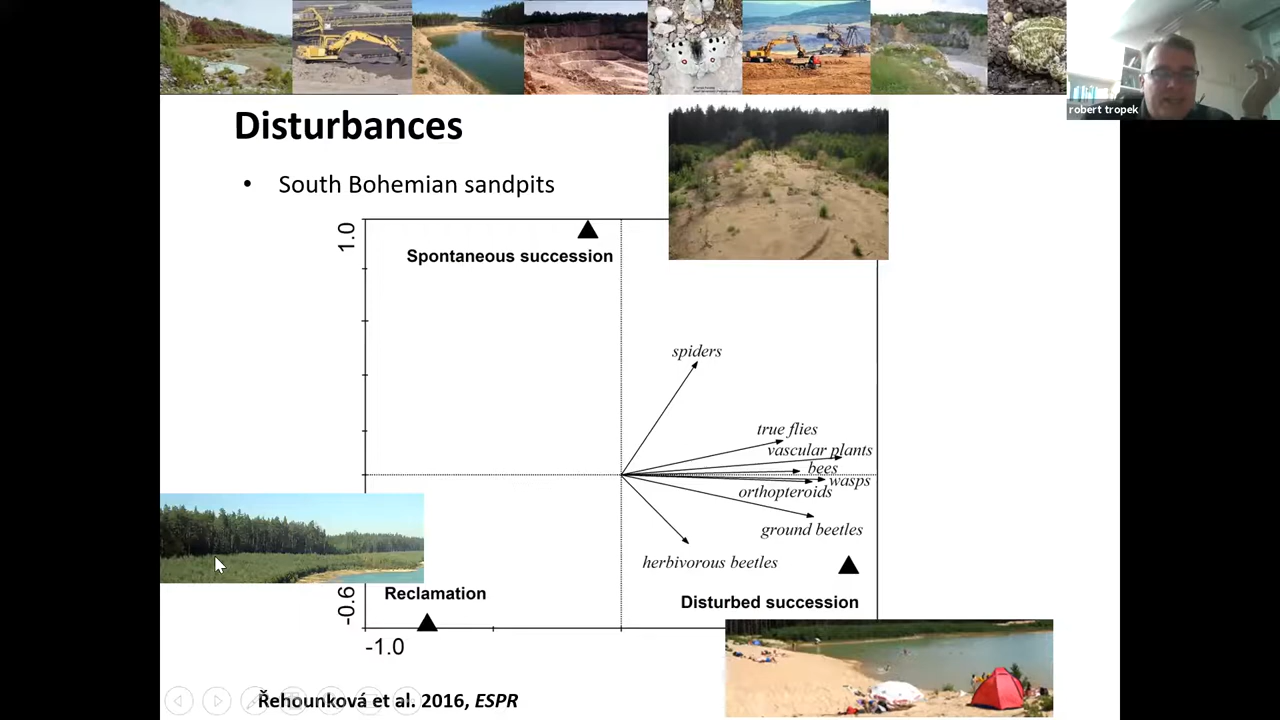 robert tropek
Disturbances
• South Bohemian sandpits
1.0
Spontaneous succession
spiders
true flies
vascular plants
bees
wasps
orthopteroids
ground beetles
herbivorous beetles
Reclamation
Disturbed succession
-0.6
-1.0
Řehounková et al. 2016, ESPR